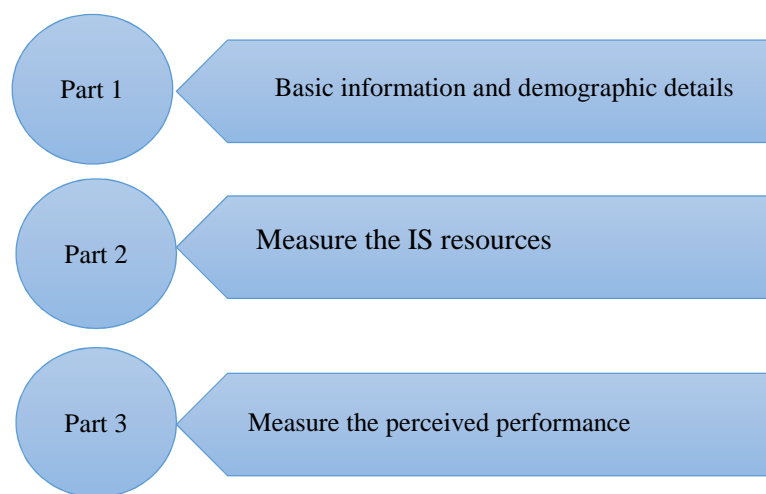 Part 1
Basic information and demographic details
Part 2
Measure the IS resources
Part 3
Measure the perceived performance